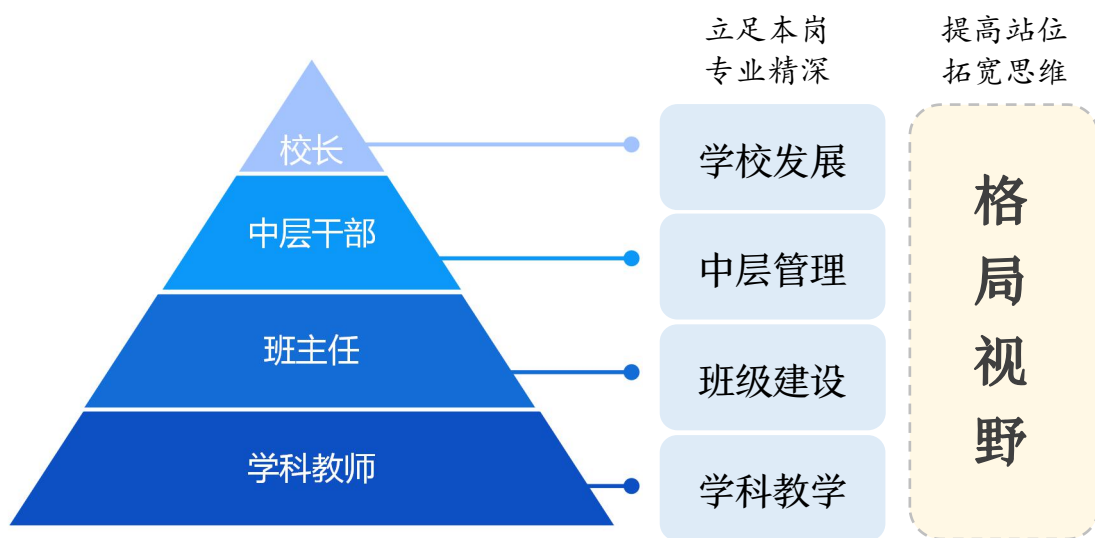 立足本岗
专业精深
提高站位
拓宽思维
校长
学校发展
中层干部
中层管理
班主任
班级建设
学科教师
学科教学
格
局
视
野